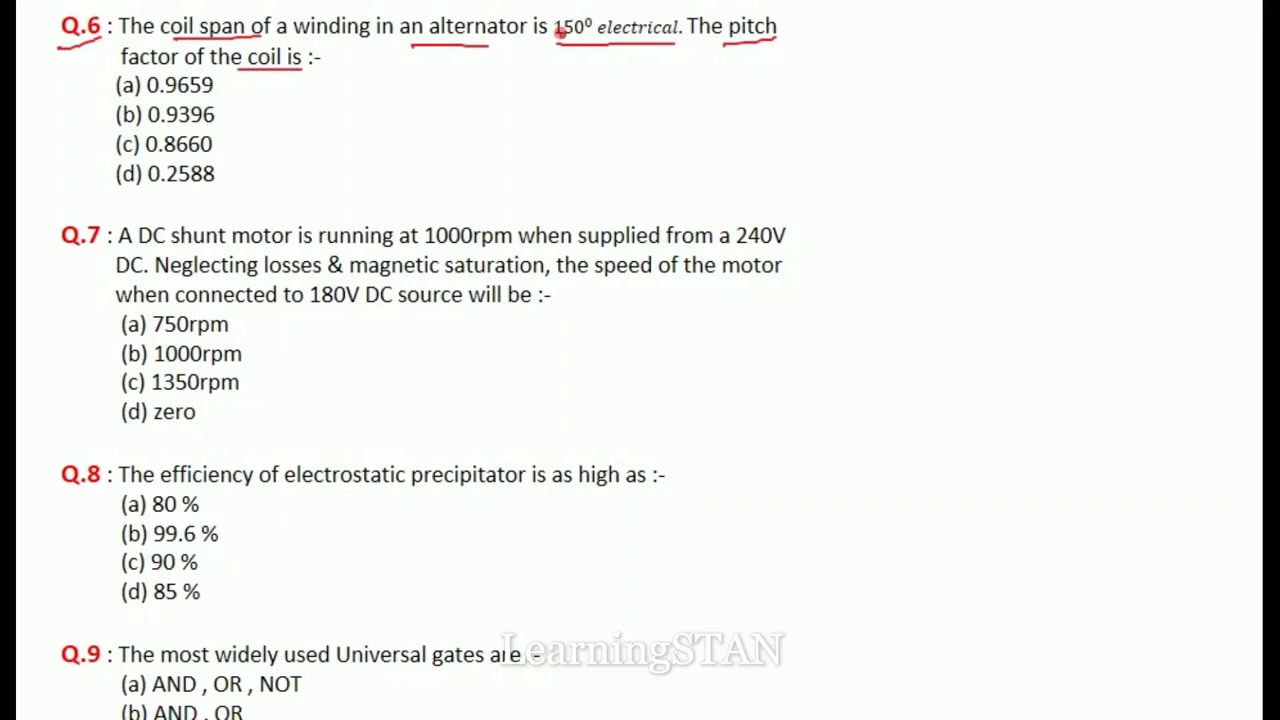 Q.6 : The coil span of a winding in an alternator is 150⁰ electrical. The pitch
factor of the coil is :-
(a) 0.9659
(b) 0.9396
(c) 0.8660
(d) 0.2588
Q.7 : A DC shunt motor is running at 1000rpm when supplied from a 240V
DC. Neglecting losses & magnetic saturation, the speed of the motor
when connected to 180V DC source will be :-
(a) 750rpm
(b) 1000rpm
(c) 1350rpm
(d) zero
Q.8 : The efficiency of electrostatic precipitator is as high as :-
(a) 80 %
(b) 99.6 %
(c) 90 %
(d) 85 %
Q.9 : The most widely used Universal gates are :-
LearningSTAN
(a) AND , OR , NOT
(b) AND , OR